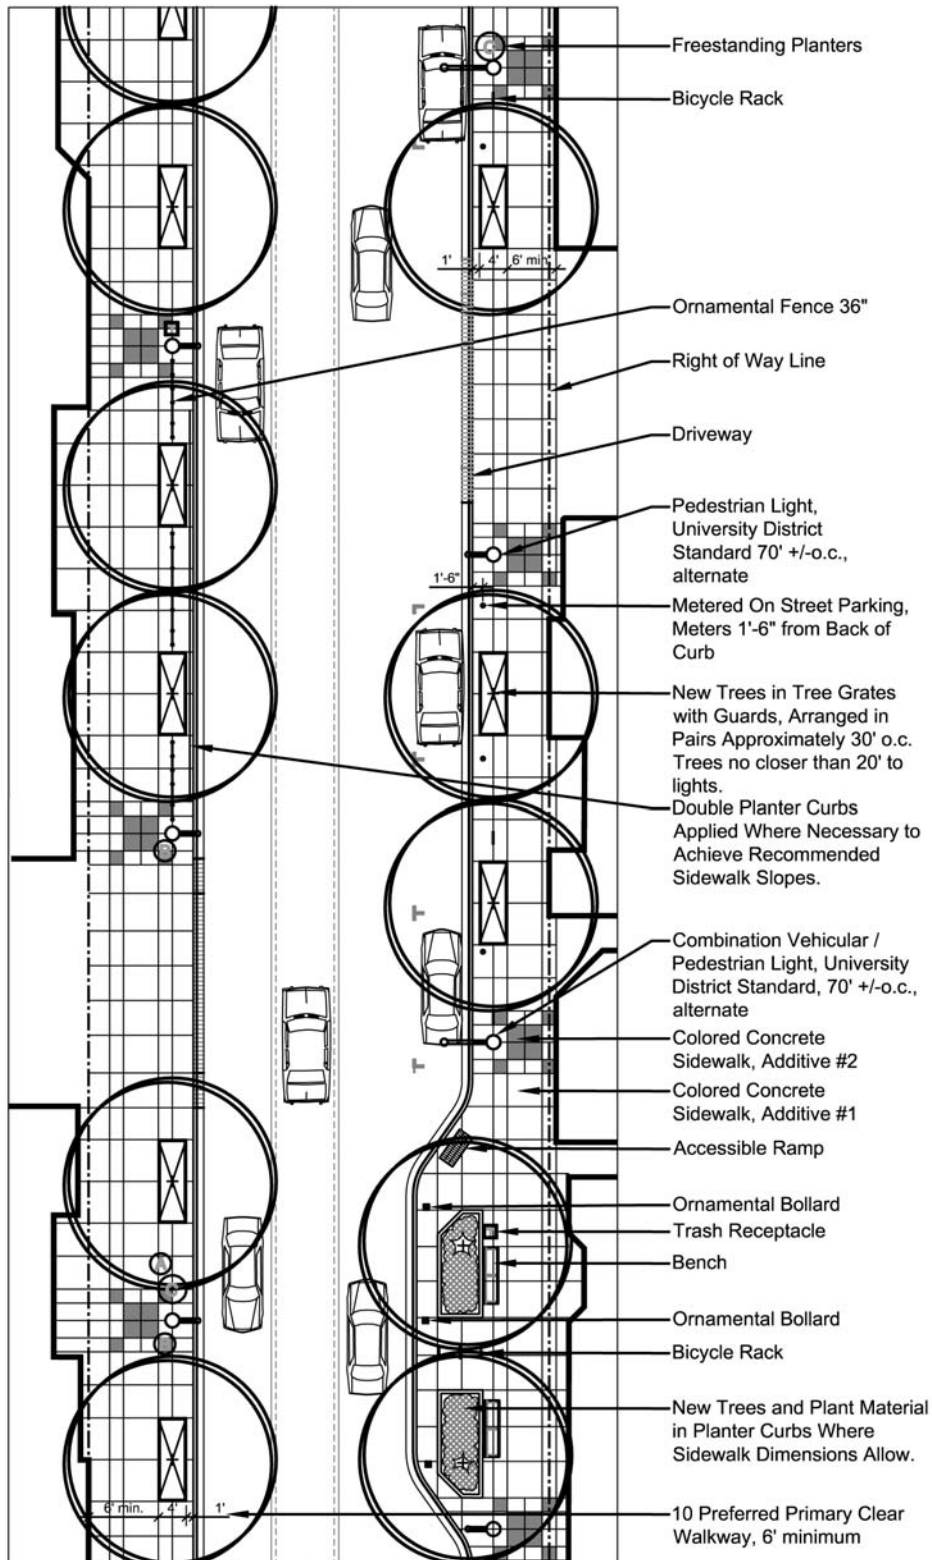 Freestanding Planters
Bicycle Rack
1' 4' 6' min.
Ornamental Fence 36"
Right of Way Line
Driveway
Pedestrian Light,
University District
Standard 70' +/-o.c.,
alternate
1'-6"
Metered On Street Parking,
Meters 1'-6" from Back of
Curb
New Trees in Tree Grates
with Guards, Arranged in
Pairs Approximately 30' o.c.
Trees no closer than 20' to
lights.
Double Planter Curbs
Applied Where Necessary to
Achieve Recommended
Sidewalk Slopes.
Combination Vehicular /
Pedestrian Light, University
District Standard, 70' +/-o.c.,
alternate
Colored Concrete
Sidewalk, Additive #2
Colored Concrete
Sidewalk, Additive #1
Accessible Ramp
Ornamental Bollard
Trash Receptacle
Bench
A
Ornamental Bollard
Bicycle Rack
New Trees and Plant Material
in Planter Curbs Where
Sidewalk Dimensions Allow.
6' min. 4' 1'
10 Preferred Primary Clear
Walkway, 6' minimum